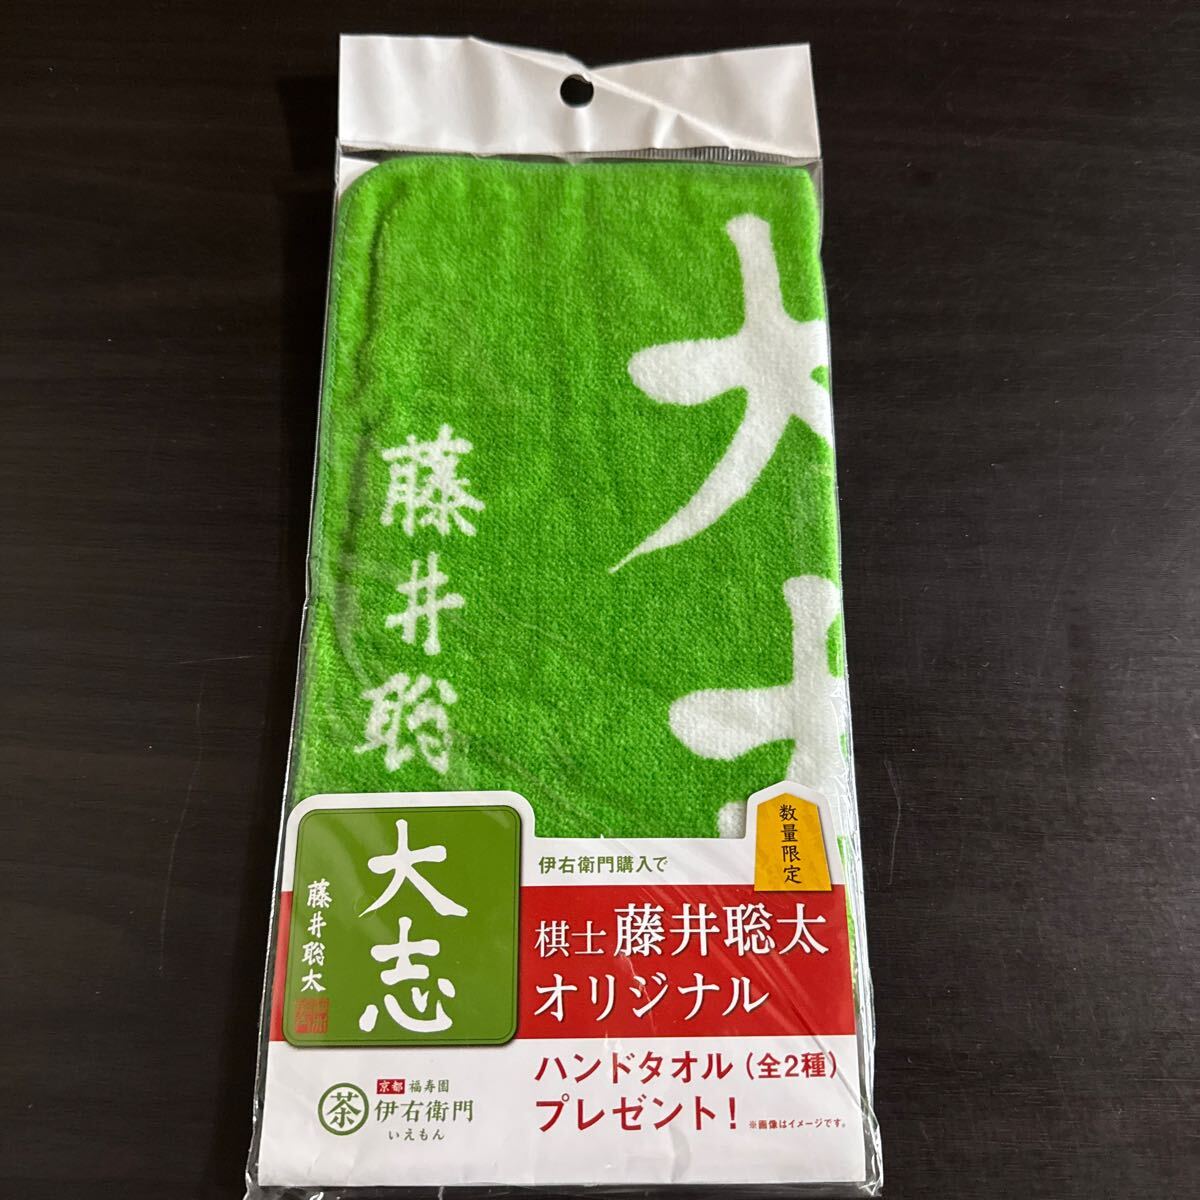 大
藤井聡
大志
藤井聡太
数量限定
伊右衛門購入で
棋士 藤井聡太
オリジナル
ハンドタオル(全2種)
プレゼント!
※画像はイメージです。
京都 福寿園
茶 伊右衛門
いえもん